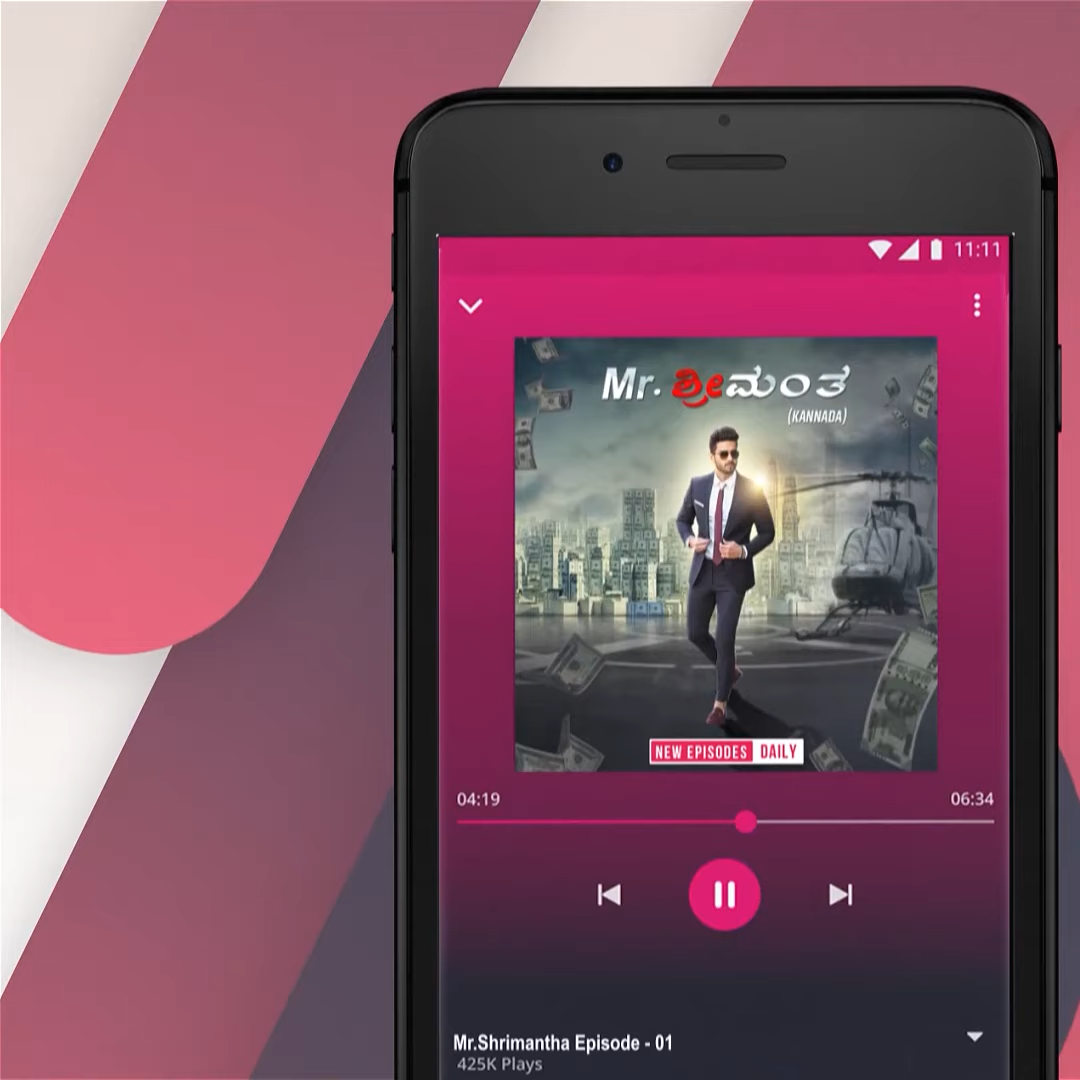 11:11
Mr. ಶ್ರೀಮಂತ
(KANNADA)
NEW EPISODES DAILY
04:19 06:34
Mr.Shrimantha Episode - 01
425K Plays